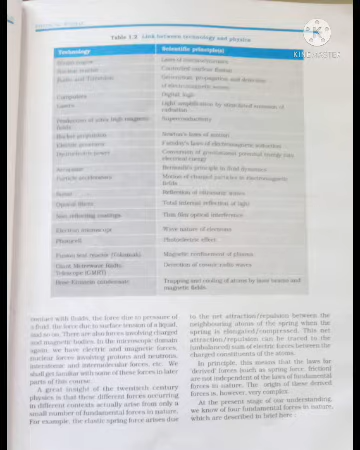 Table 1.2 Link between technology and physics
Technology Scientific principle(s)
Steam engine Laws of thermodynamics
Nuclear reactor Controlled nuclear fission
Radio and Television Generation, propagation and detection
of electromagnetic waves
Computers Digital logic
Lasers Light amplification by stimulated emission of
radiation
Production of ultra high magnetic Superconductivity
fields
Rocket propulsion Newton's laws of motion
Electric generator Faraday's laws of electromagnetic induction
Hydroelectric power Conversion of gravitational potential energy into
electrical energy
Aeroplane Bernoulli's principle in fluid dynamics
Particle accelerators Motion of charged particles in electromagnetic
fields
Sonar Reflection of ultrasonic waves
Optical fibres Total internal reflection of light
Non-reflecting coatings Thin film optical interference
Electron microscope Wave nature of electrons
Photocell Photoelectric effect
Fusion test reactor (Tokamak) Magnetic confinement of plasma
Giant Metrewave Radio Detection of cosmic radio waves
Telescope (GMRT)
Bose-Einstein condensate Trapping and cooling of atoms by laser beams and
magnetic fields.
contact with fluids, the force due to pressure of
a fluid, the force due to surface tension of a liquid,
and so on. There are also forces involving charged
and magnetic bodies. In the microscopic domain
again, we have electric and magnetic forces,
nuclear forces involving protons and neutrons,
interatomic and intermolecular forces, etc. We
shall get familiar with some of these forces in later
parts of this course.
A great insight of the twentieth century
physics is that these different forces occurring
in different contexts actually arise from only a
small number of fundamental forces in nature.
For example, the elastic spring force arises due
to the net attraction/repulsion between the
neighbouring atoms of the spring when the
spring is elongated/compressed. This net
attraction/repulsion can be traced to the
(unbalanced) sum of electric forces between the
charged constituents of the atoms.
In principle, this means that the laws for
'derived' forces (such as spring force, friction)
are not independent of the laws of fundamental
forces in nature. The origin of these derived
forces is, however, very complex.
At the present stage of our understanding,
we know of four fundamental forces in nature,
which are described in brief here :
KING MASTER